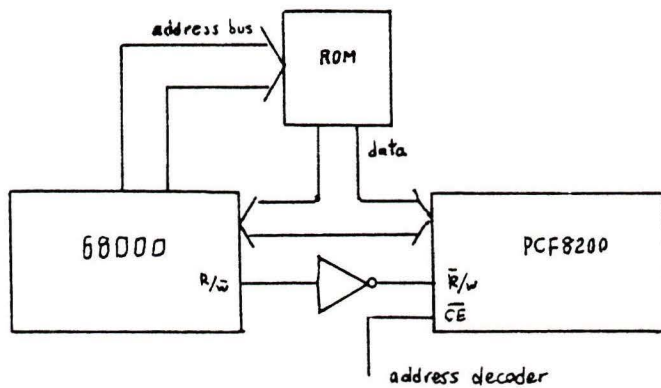 address bus
ROM
data
68000
PCF8200
R/w̅
R̅/w
C̅E̅
address decoder